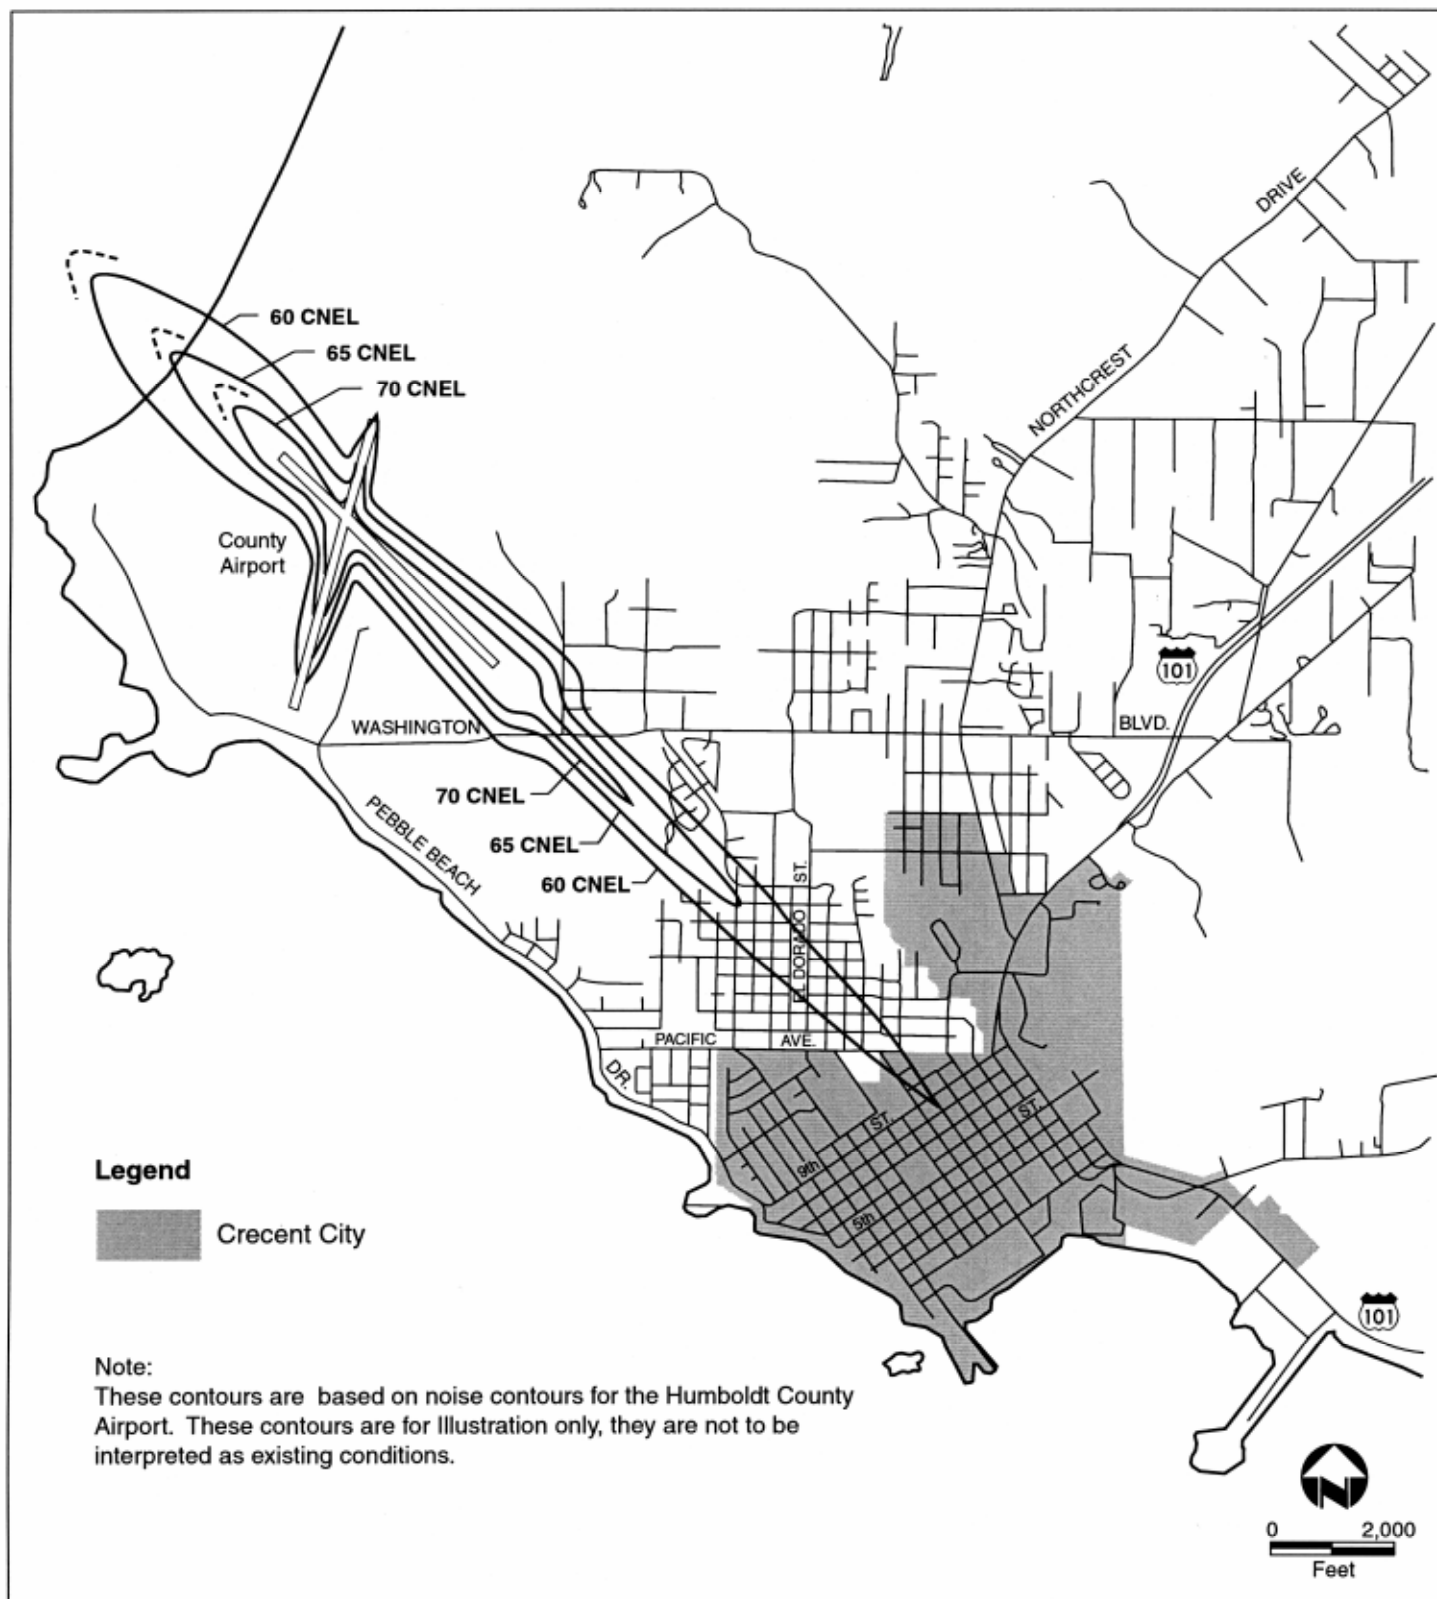 DRIVE
NORTHCREST
60 CNEL
65 CNEL
70 CNEL
County
Airport
101
WASHINGTON
BLVD.
70 CNEL
PEBBLE BEACH
65 CNEL
60 CNEL
ST.
EL DORADO
PACIFIC
AVE.
DR.
ST.
ST.
9th
5th
Legend
Crecent City
101
Note:
These contours are based on noise contours for the Humboldt County
Airport. These contours are for Illustration only, they are not to be
interpreted as existing conditions.
N
0 2,000
Feet